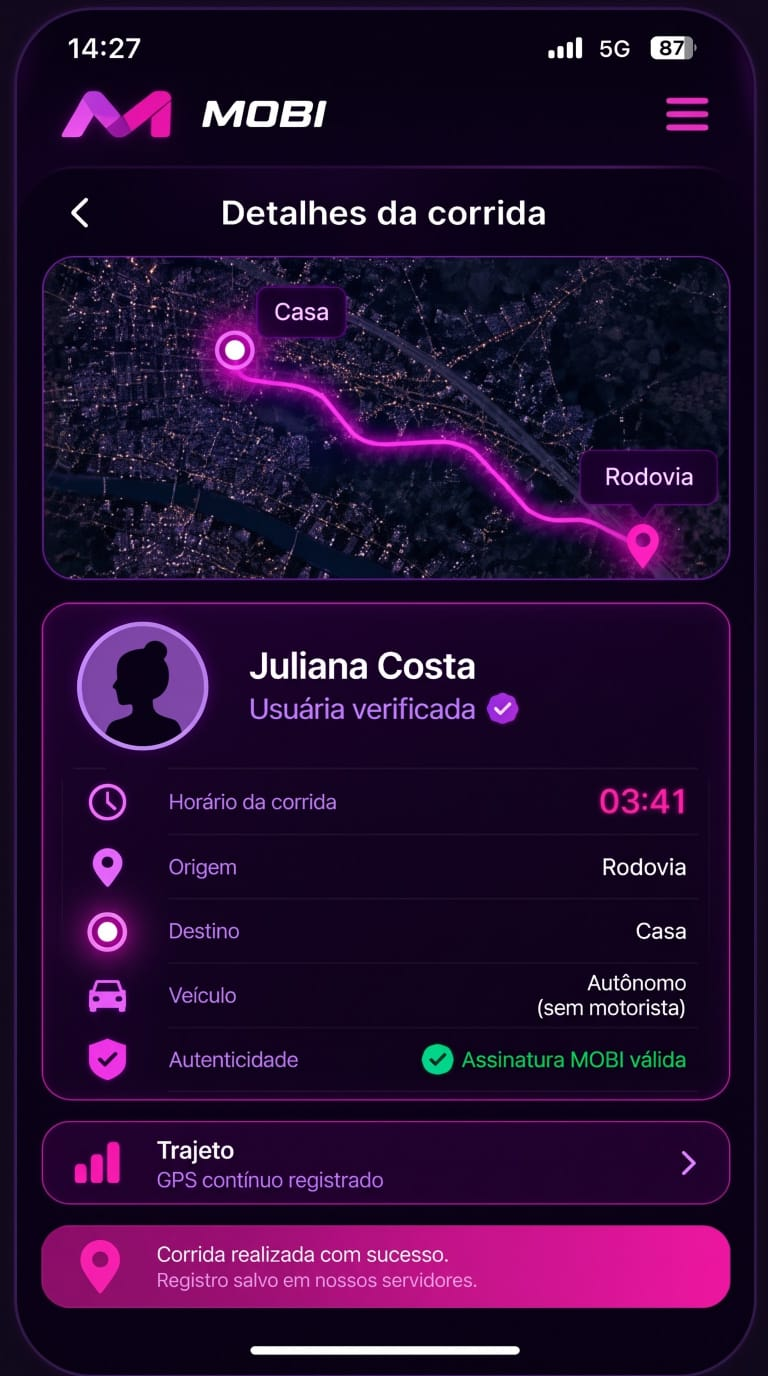 14:27
5G
87
MOBI
Detalhes da corrida
Casa
Rodovia
Juliana Costa
Usuária verificada
Horário da corrida
03:41
Origem
Rodovia
Destino
Casa
Veículo
Autônomo
(sem motorista)
Autenticidade
Assinatura MOBI válida
Trajeto
GPS contínuo registrado
Corrida realizada com sucesso.
Registro salvo em nossos servidores.